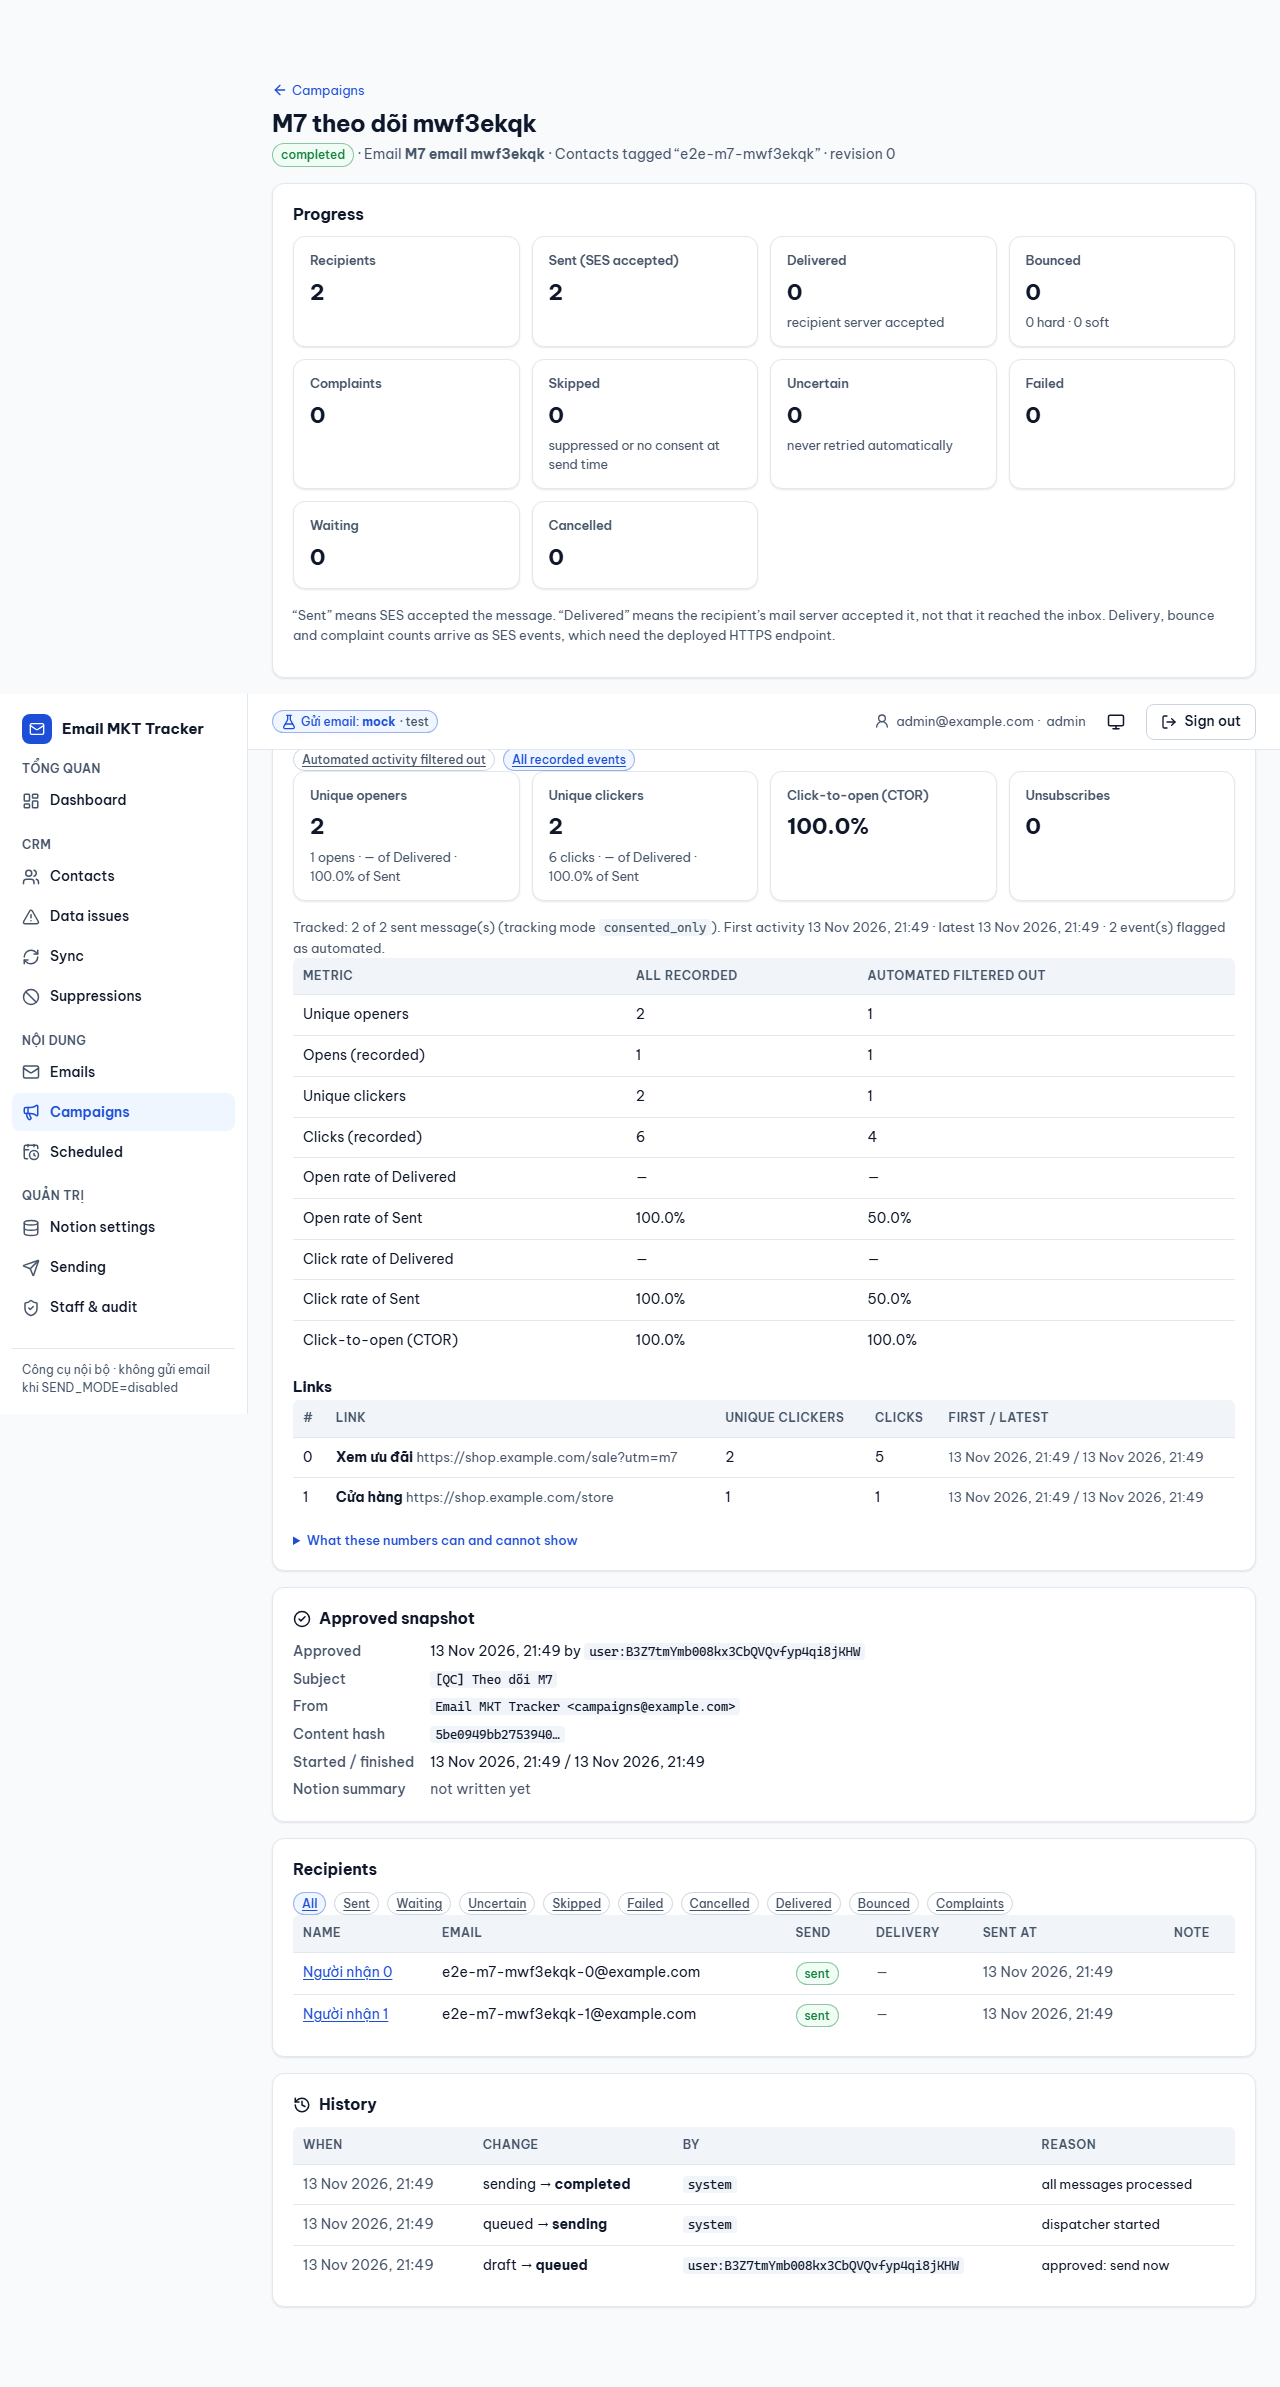 Campaigns
M7 theo dõi mwf3ekqk
completed · Email M7 email mwf3ekqk · Contacts tagged “e2e-m7-mwf3ekqk” · revision 0
Progress
Recipients
2
Sent (SES accepted)
2
Delivered
0
recipient server accepted
Bounced
0
0 hard · 0 soft
Complaints
0
Skipped
0
suppressed or no consent at
send time
Uncertain
0
never retried automatically
Failed
0
Waiting
0
Cancelled
0
“Sent” means SES accepted the message. “Delivered” means the recipient’s mail server accepted it, not that it reached the inbox. Delivery, bounce
and complaint counts arrive as SES events, which need the deployed HTTPS endpoint.
Email MKT Tracker
TỔNG QUAN
Dashboard
CRM
Contacts
Data issues
Sync
Suppressions
NỘI DUNG
Emails
Campaigns
Scheduled
QUẢN TRỊ
Notion settings
Sending
Staff & audit
Công cụ nội bộ · không gửi email
khi SEND_MODE=disabled
Gửi email: mock · test
admin@example.com · admin
Sign out
Automated activity filtered out
All recorded events
Unique openers
2
1 opens · — of Delivered ·
100.0% of Sent
Unique clickers
2
6 clicks · — of Delivered ·
100.0% of Sent
Click-to-open (CTOR)
100.0%
Unsubscribes
0
Tracked: 2 of 2 sent message(s) (tracking mode consented_only ). First activity 13 Nov 2026, 21:49 · latest 13 Nov 2026, 21:49 · 2 event(s) flagged
as automated.
METRIC ALL RECORDED AUTOMATED FILTERED OUT
Unique openers 2 1
Opens (recorded) 1 1
Unique clickers 2 1
Clicks (recorded) 6 4
Open rate of Delivered — —
Open rate of Sent 100.0% 50.0%
Click rate of Delivered — —
Click rate of Sent 100.0% 50.0%
Click-to-open (CTOR) 100.0% 100.0%
Links
# LINK UNIQUE CLICKERS CLICKS FIRST / LATEST
0 Xem ưu đãi https://shop.example.com/sale?utm=m7 2 5 13 Nov 2026, 21:49 / 13 Nov 2026, 21:49
1 Cửa hàng https://shop.example.com/store 1 1 13 Nov 2026, 21:49 / 13 Nov 2026, 21:49
What these numbers can and cannot show
Approved snapshot
Approved 13 Nov 2026, 21:49 by user:B3Z7tmYmb008kx3CbQVQvfyp4qi8jKHW
Subject [QC] Theo dõi M7
From Email MKT Tracker <campaigns@example.com>
Content hash 5be0949bb2753940…
Started / finished 13 Nov 2026, 21:49 / 13 Nov 2026, 21:49
Notion summary not written yet
Recipients
All Sent Waiting Uncertain Skipped Failed Cancelled Delivered Bounced Complaints
NAME EMAIL SEND DELIVERY SENT AT NOTE
Người nhận 0 e2e-m7-mwf3ekqk-0@example.com sent — 13 Nov 2026, 21:49
Người nhận 1 e2e-m7-mwf3ekqk-1@example.com sent — 13 Nov 2026, 21:49
History
WHEN CHANGE BY REASON
13 Nov 2026, 21:49 sending → completed system all messages processed
13 Nov 2026, 21:49 queued → sending system dispatcher started
13 Nov 2026, 21:49 draft → queued user:B3Z7tmYmb008kx3CbQVQvfyp4qi8jKHW approved: send now